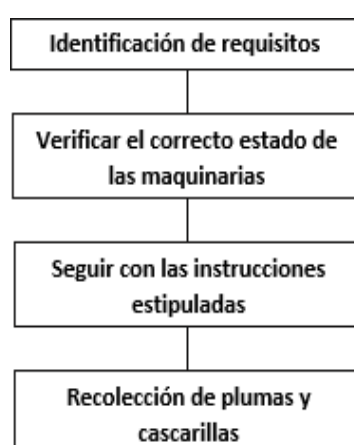 Identificación de requisitos
Verificar el correcto estado de
las maquinarias
Seguir con las instrucciones
estipuladas
Recolección de plumas y
cascarillas